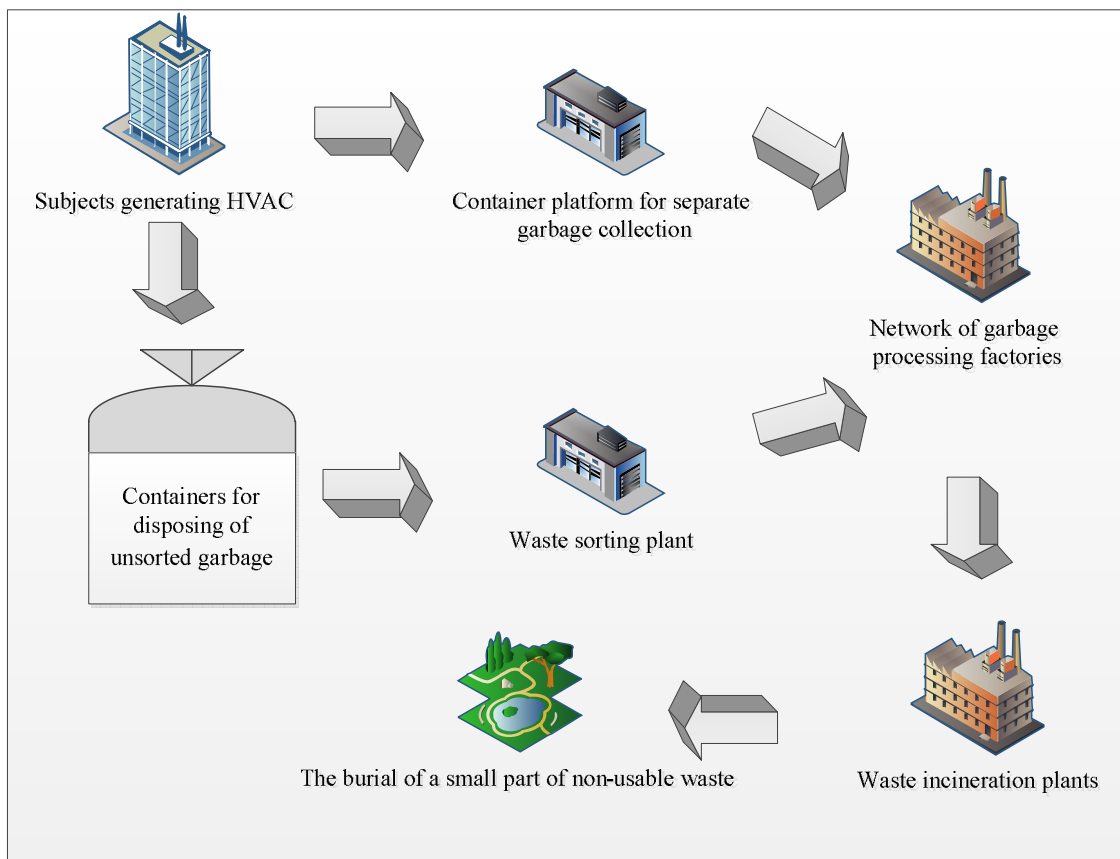 Subjects generating HVAC
Container platform for separate
garbage collection
Network of garbage
processing factories
Containers for
disposing of
unsorted garbage
Waste sorting plant
The burial of a small part of non-usable waste
Waste incineration plants